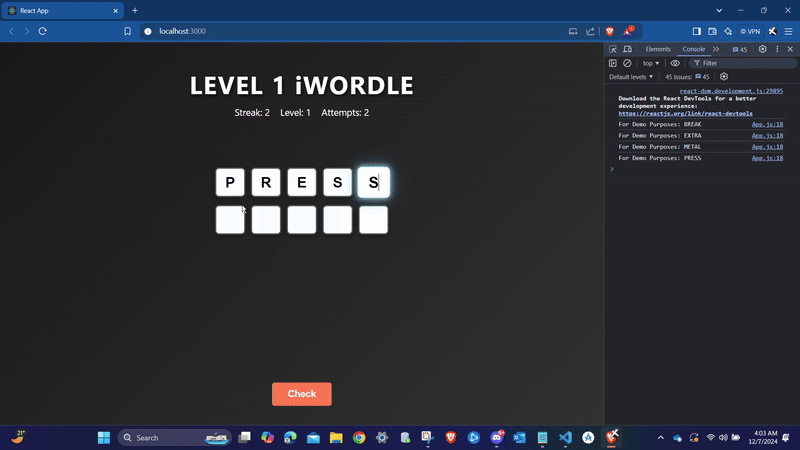 React App
localhost:3000
VPN
Elements
Console
45
top
Filter
Default levels
45 Issues:
45
react-dom.development.js:29895
Download the React DevTools for a better
development experience:
https://reactjs.org/link/react-devtools
For Demo Purposes: BREAK
App.js:18
For Demo Purposes: EXTRA
App.js:18
For Demo Purposes: METAL
App.js:18
For Demo Purposes: PRESS
App.js:18
LEVEL 1 iWORDLE
Streak: 2 Level: 1 Attempts: 2
P R E S S
Check
21°
Search
4:03 AM
12/7/2024